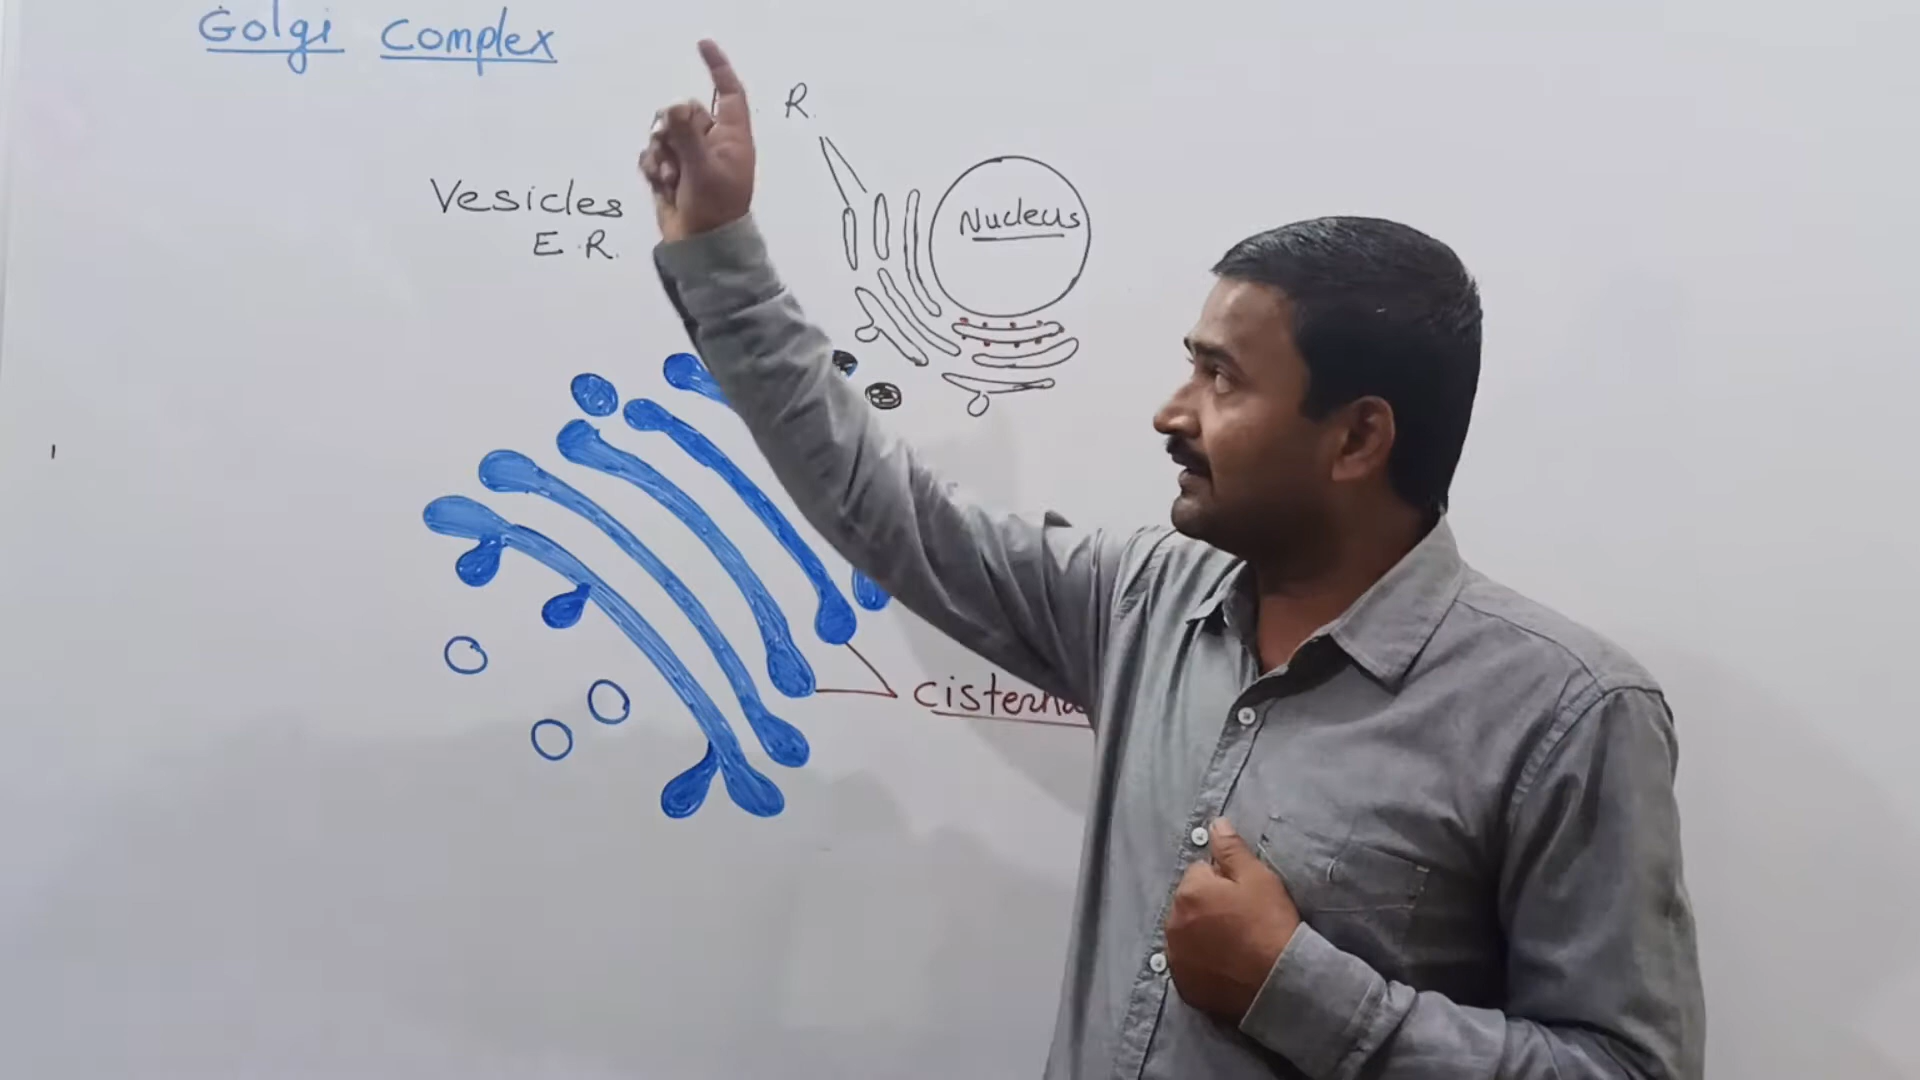 Golgi Complex
R.
Vesicles
E.R.
Nucleus